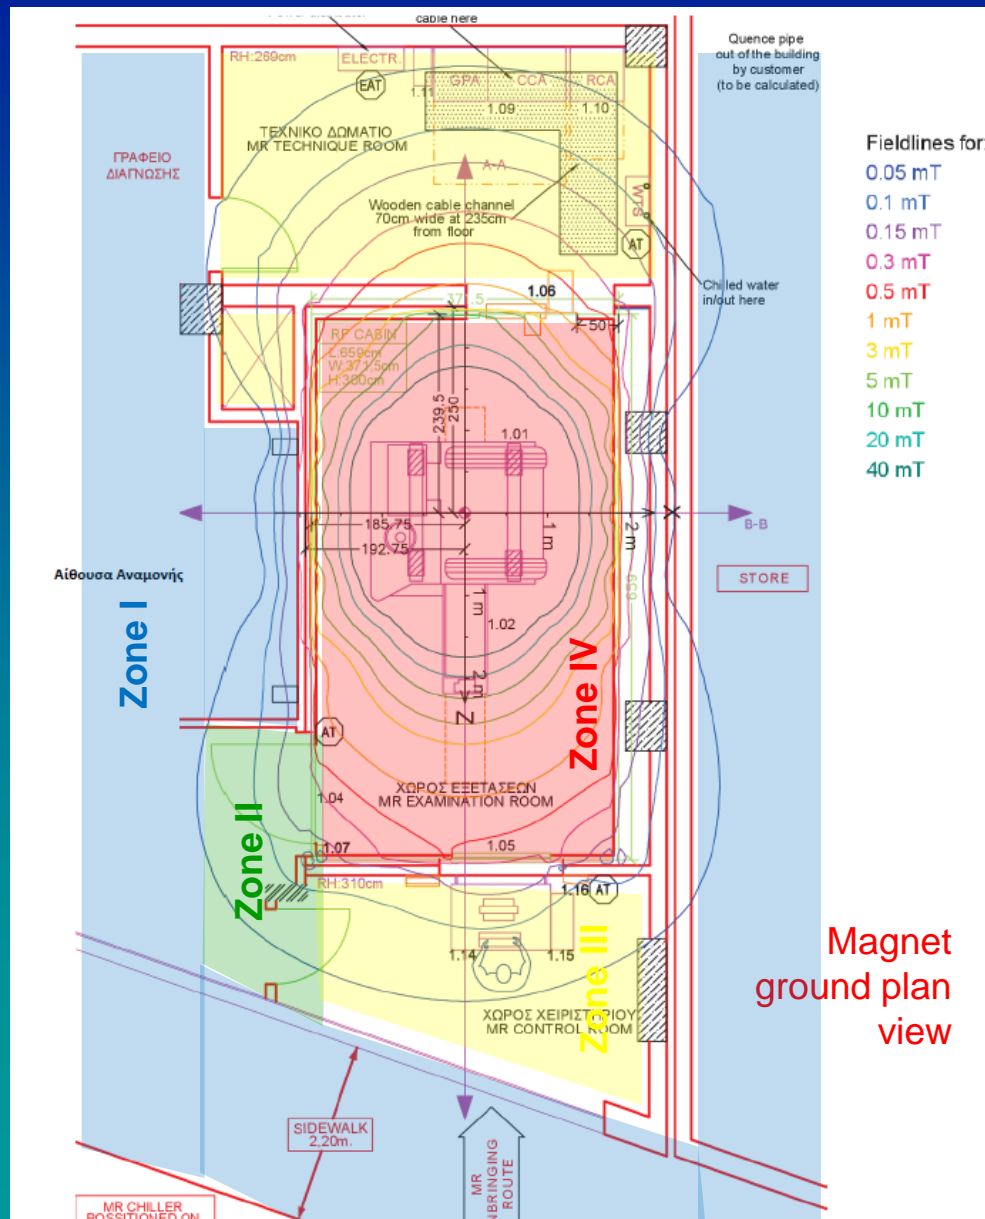 cable here
Quence pipe
out of the building
by customer
(to be calculated)
RH:269cm
ELECTR.
EAT
GPA
CCA
RCA
1.11
1.09
1.10
ΤΕΧΝΙΚΟ ΔΩΜΑΤΙΟ
MR TECHNIQUE ROOM
ΓΡΑΦΕΙΟ
ΔΙΑΓΝΩΣΗΣ
A-A
Wooden cable channel
70cm wide at 235cm
from floor
WTS
AT
Chilled water
in/out here
Fieldlines for:
0.05 mT
0.1 mT
0.15 mT
0.3 mT
0.5 mT
1 mT
3 mT
5 mT
10 mT
20 mT
40 mT
1.06
50
RF CABIN
L:659cm
W:371,5cm
H:300cm
239.5
250
1.01
185.75
192.75
1 m
2 m
B-B
Αίθουσα Αναμονής
STORE
659
1 m
1.02
2 m
Z
Zone I
Zone IV
AT
ΧΩΡΟΣ ΕΞΕΤΑΣΕΩΝ
MR EXAMINATION ROOM
1.04
1.07
1.05
Zone II
RH:310cm
1.16
AT
1.14
1.15
Zone III
ΧΩΡΟΣ ΧΕΙΡΙΣΤΗΡΙΟΥ
MR CONTROL ROOM
Magnet
ground plan
view
SIDEWALK
2,20m.
MR
INBRINGING
ROUTE
MR CHILLER
POSSITIONED ON